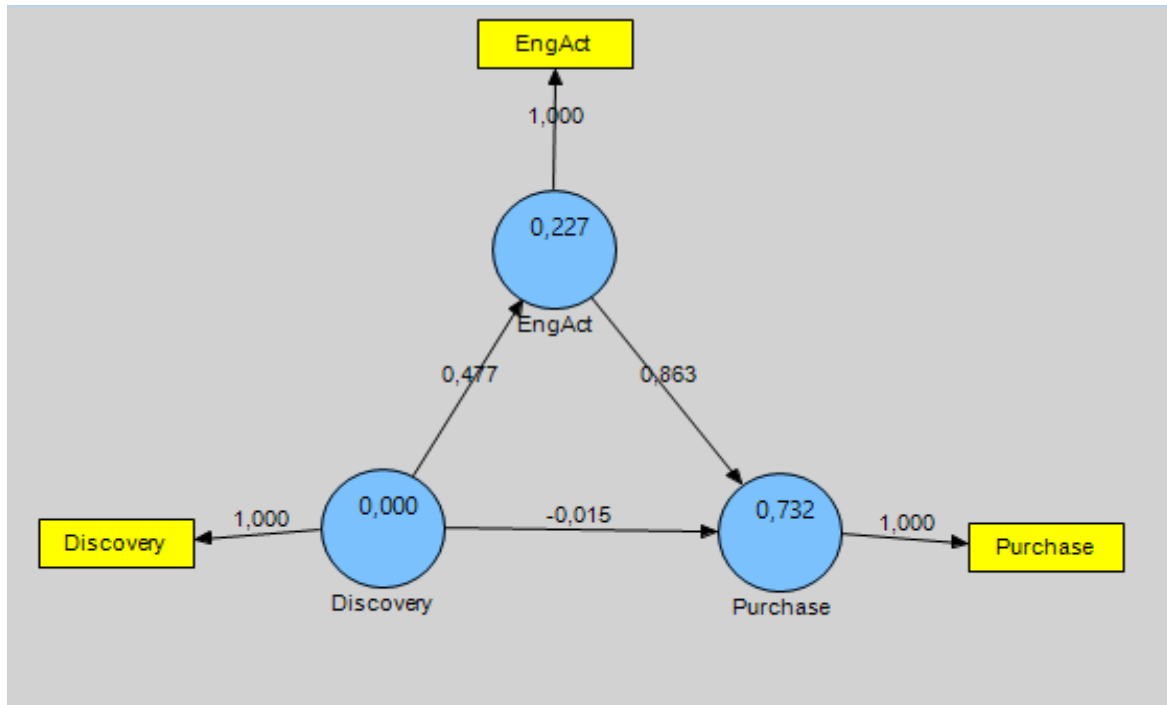 EngAct
1,000
0,227
EngAct
0,477
0,863
Discovery
1,000
0,000
Discovery
-0,015
0,732
Purchase
1,000
Purchase